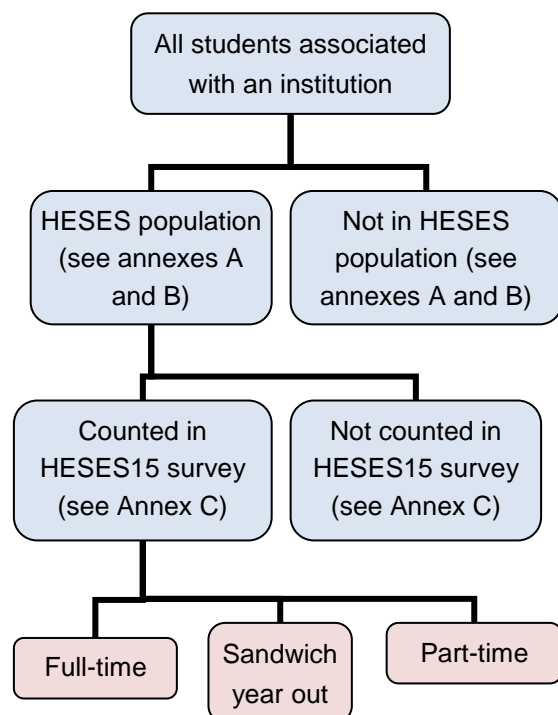 All students associated
with an institution
HESES population
(see annexes A
and B)
Not in HESES
population (see
annexes A and B)
Counted in
HESES15 survey
(see Annex C)
Not counted in
HESES15 survey
(see Annex C)
Full-time
Sandwich
year out
Part-time